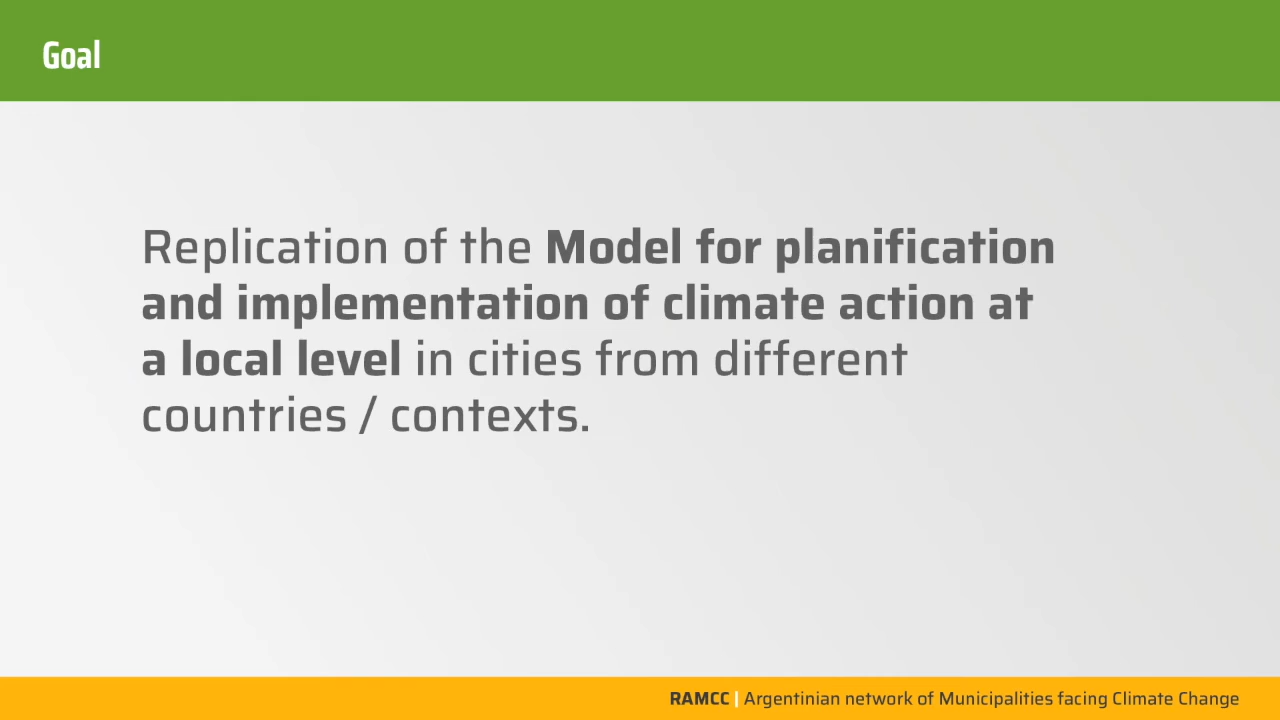 Goal
Replication of the Model for planification
and implementation of climate action at
a local level in cities from different
countries / contexts.
RAMCC | Argentinian network of Municipalities facing Climate Change